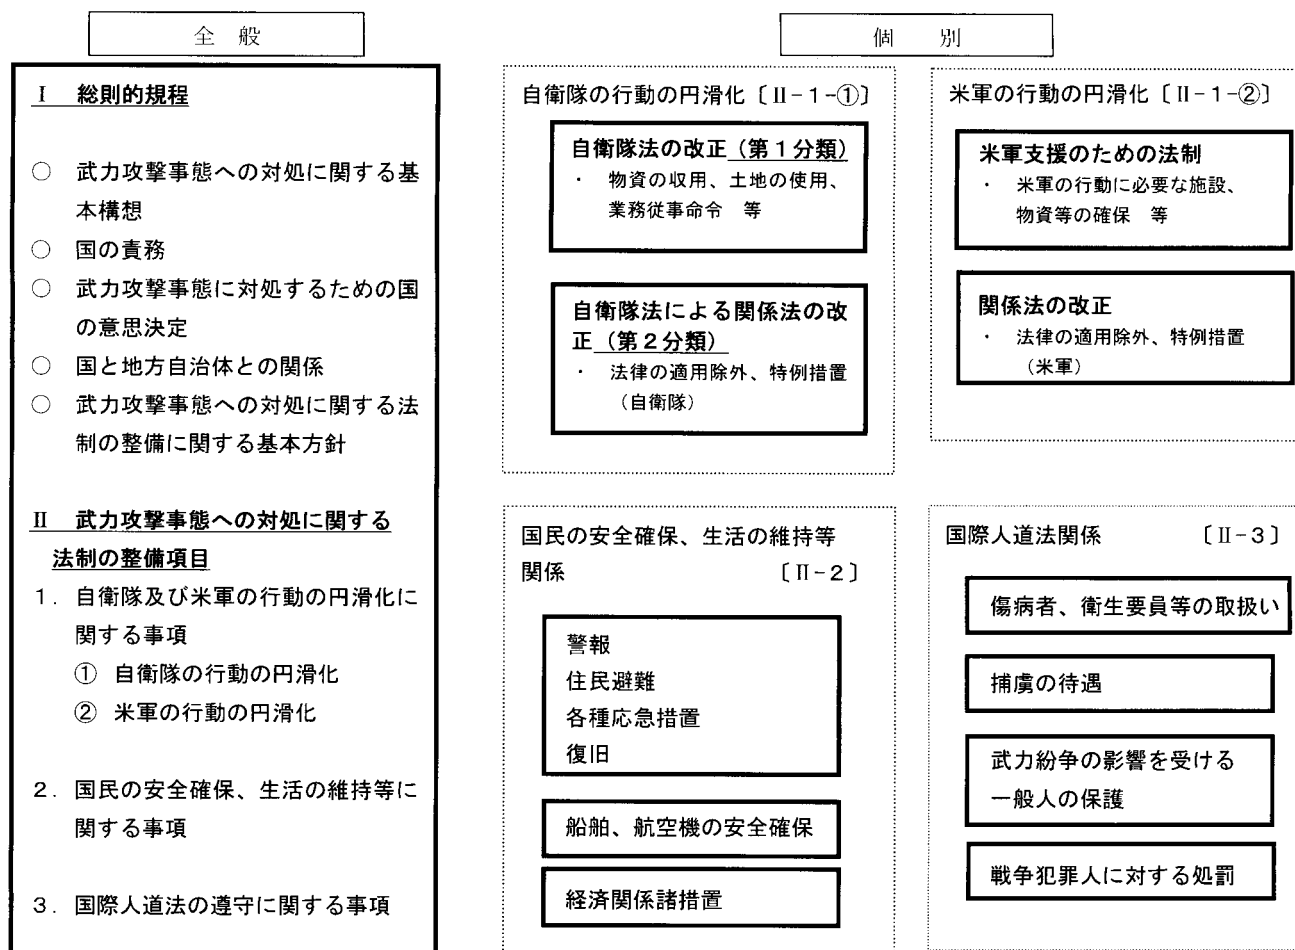 全 般
Ⅰ 総則的規程
○ 武力攻撃事態への対処に関する基
本構想
○ 国の責務
○ 武力攻撃事態に対処するための国
の意思決定
○ 国と地方自治体との関係
○ 武力攻撃事態への対処に関する法
制の整備に関する基本方針
Ⅱ 武力攻撃事態への対処に関する
法制の整備項目
1. 自衛隊及び米軍の行動の円滑化に
関する事項
① 自衛隊の行動の円滑化
② 米軍の行動の円滑化
2. 国民の安全確保、生活の維持等に
関する事項
3. 国際人道法の遵守に関する事項
個 別
自衛隊の行動の円滑化〔Ⅱ-1-①〕
自衛隊法の改正(第1分類)
・ 物資の収用、土地の使用、
業務従事命令 等
自衛隊法による関係法の改
正(第2分類)
・ 法律の適用除外、特例措置
(自衛隊)
米軍の行動の円滑化〔Ⅱ-1-②〕
米軍支援のための法制
・ 米軍の行動に必要な施設、
物資等の確保 等
関係法の改正
・ 法律の適用除外、特例措置
(米軍)
国民の安全確保、生活の維持等
関係 〔Ⅱ-2〕
警報
住民避難
各種応急措置
復旧
船舶、航空機の安全確保
経済関係諸措置
国際人道法関係 〔Ⅱ-3〕
傷病者、衛生要員等の取扱い
捕虜の待遇
武力紛争の影響を受ける
一般人の保護
戦争犯罪人に対する処罰